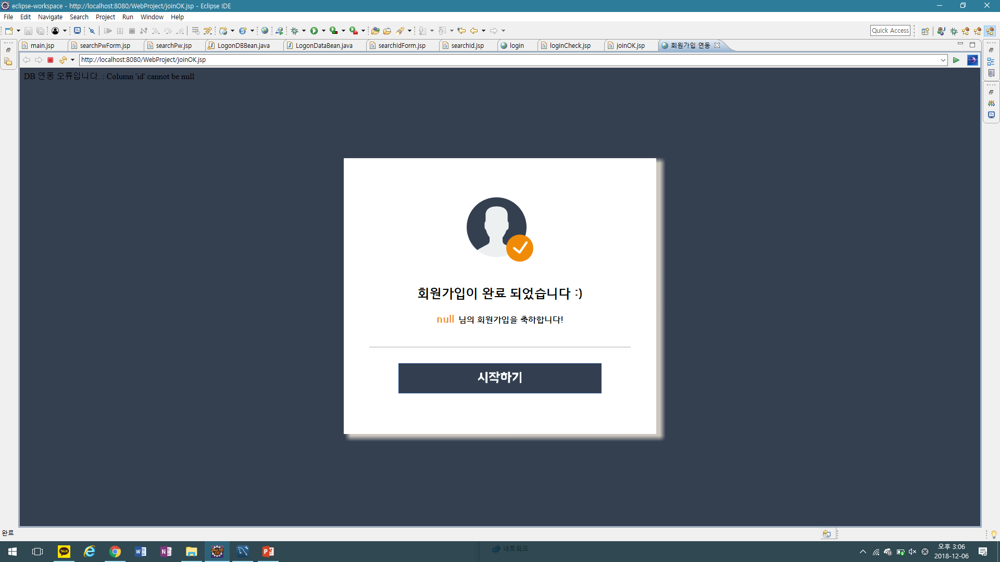 eclipse-workspace - http://localhost:8080/WebProject/joinOK.jsp - Eclipse IDE
File Edit Navigate Search Project Run Window Help
Quick Access
main.jsp searchPwForm.jsp searchPw.jsp LogonDBBean.java LogonDataBean.java searchIdForm.jsp searchId.jsp login loginCheck.jsp joinOK.jsp 회원가입 연동
http://localhost:8080/WebProject/joinOK.jsp
DB 연동 오류입니다. : Column 'id' cannot be null
회원가입이 완료 되었습니다 :)
null 님의 회원가입을 축하합니다!
시작하기
완료
네트워크
오후 3:06
2018-12-06